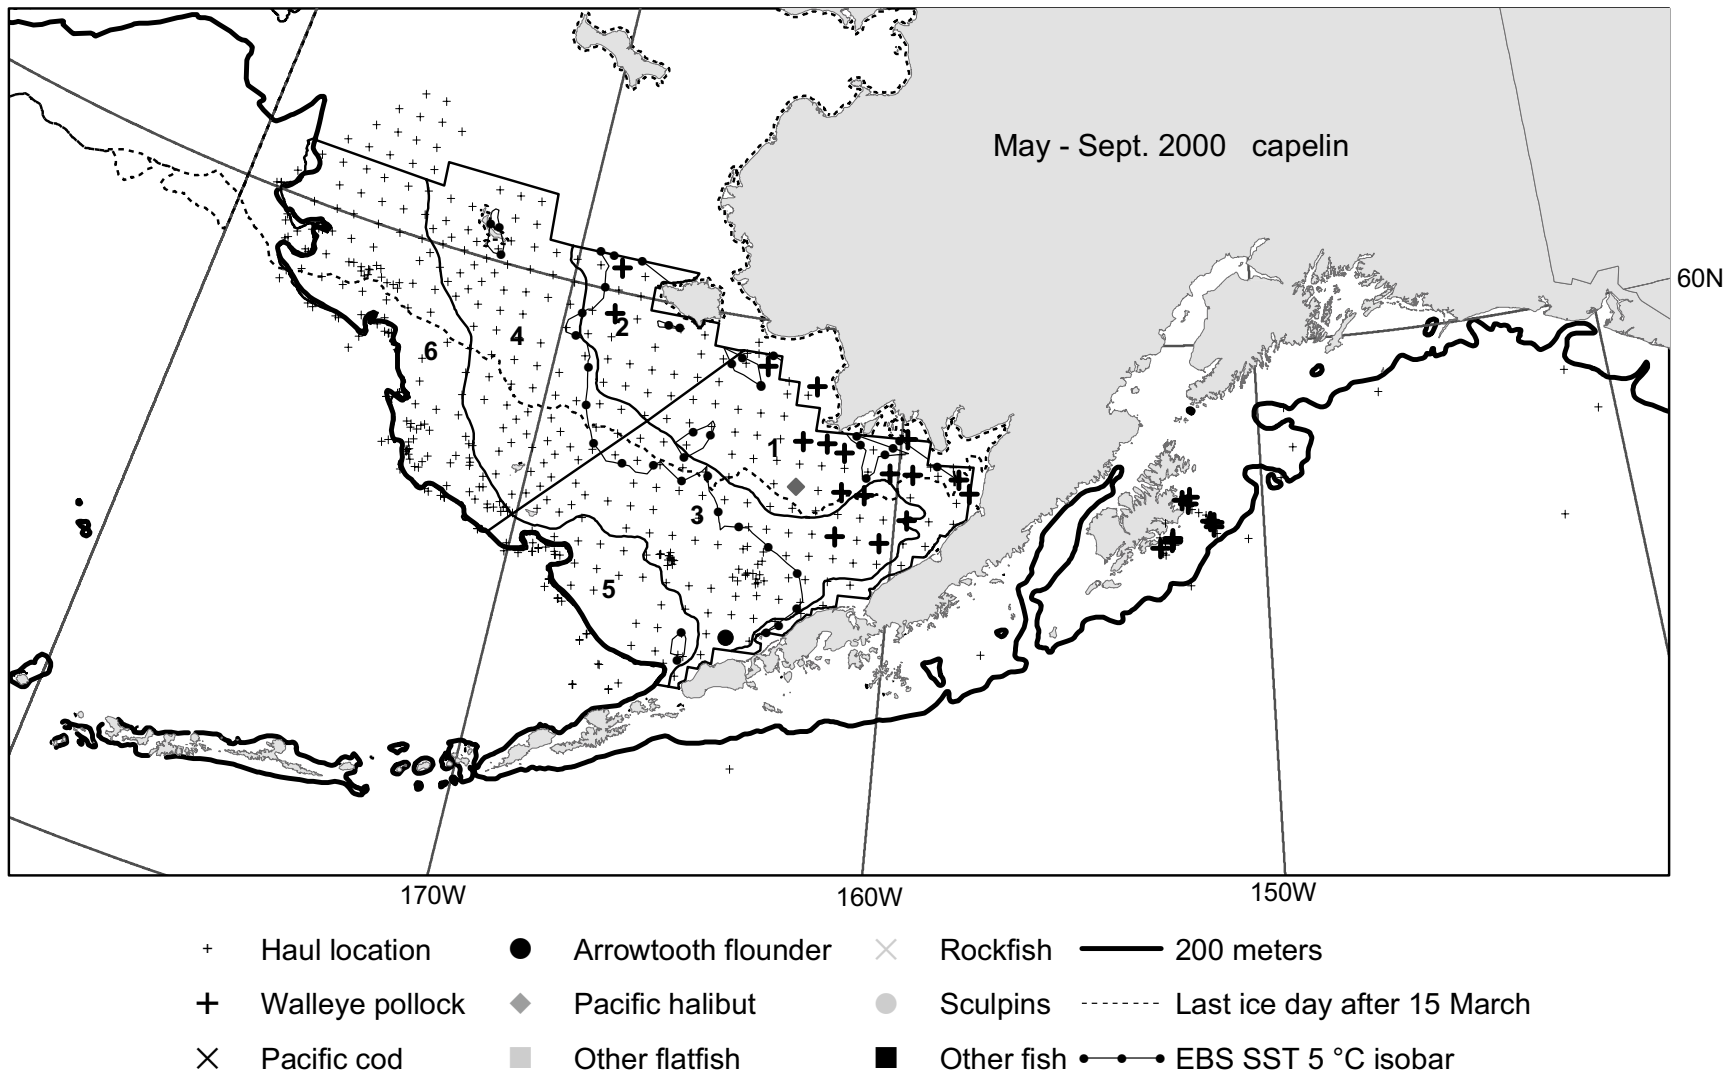 May - Sept. 2000 capelin
60N
4
2
6
1
3
5
170W
160W
150W
Haul location
Arrowtooth flounder
Rockfish
200 meters
Walleye pollock
Pacific halibut
Sculpins
Last ice day after 15 March
Pacific cod
Other flatfish
Other fish
EBS SST 5 °C isobar